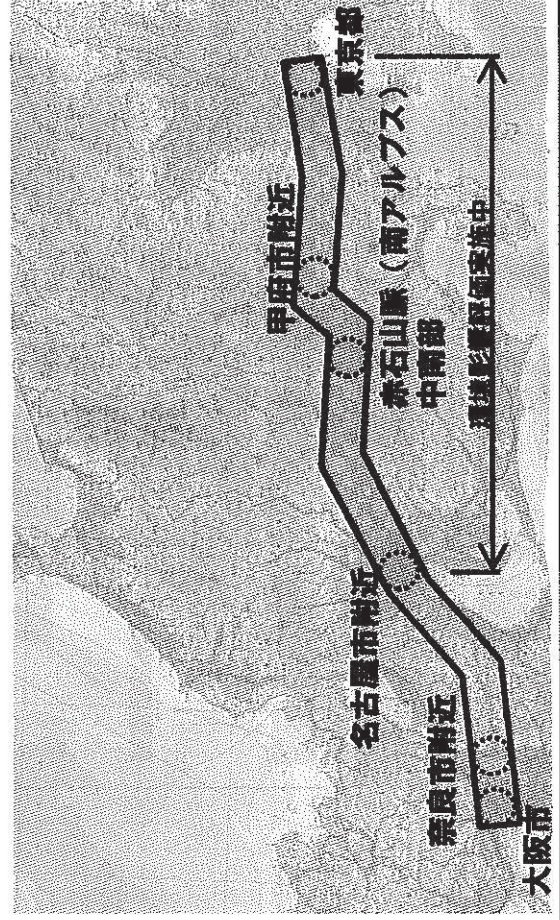 東京都
甲府市附近
赤石山脈（南アルプス）
中南部
環境影響評価実施中
名古屋市附近
奈良市附近
大阪市